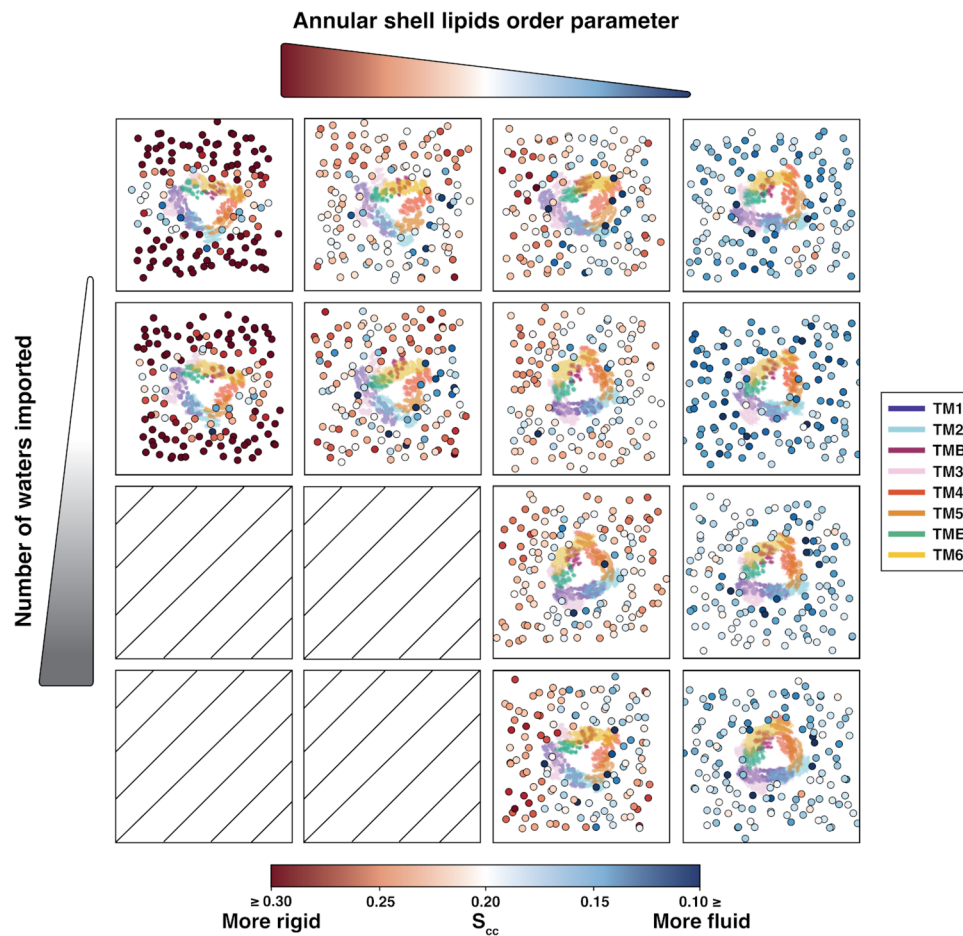 Annular shell lipids order parameter
Number of waters imported
TM1
TM2
TMB
TM3
TM4
TM5
TME
TM6
≥ 0.30 0.25 0.20 0.15 0.10 ≥
More rigid Scc More fluid